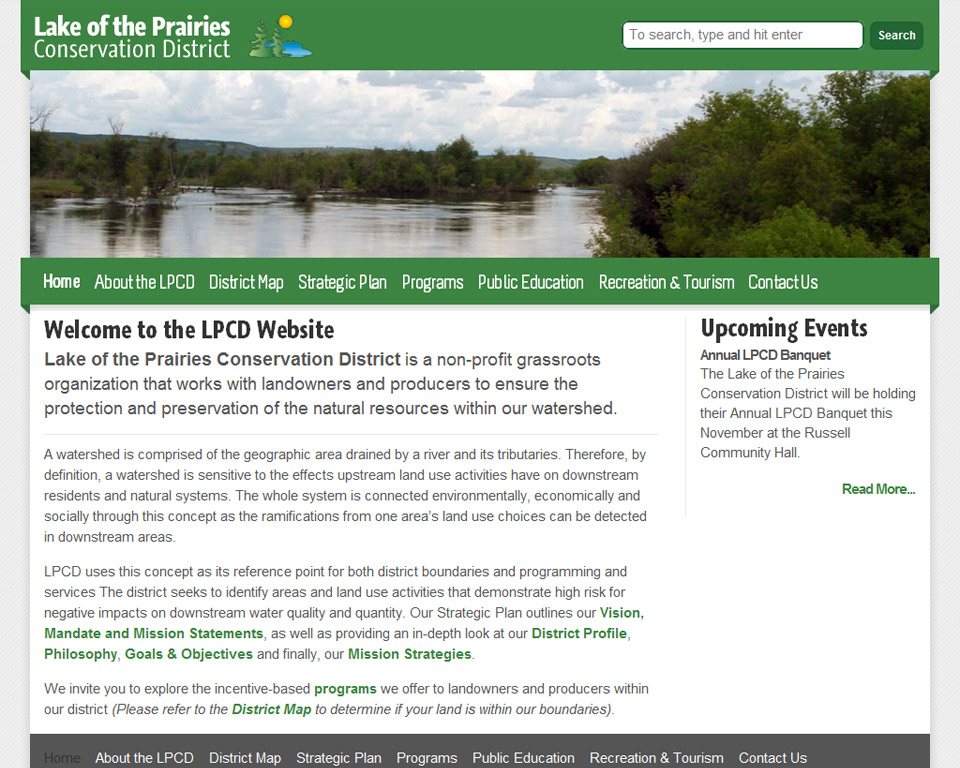 Lake of the Prairies
Conservation District
To search, type and hit enter
Search
Home About the LPCD District Map Strategic Plan Programs Public Education Recreation & Tourism Contact Us
Welcome to the LPCD Website
Lake of the Prairies Conservation District is a non-profit grassroots
organization that works with landowners and producers to ensure the
protection and preservation of the natural resources within our watershed.
A watershed is comprised of the geographic area drained by a river and its tributaries. Therefore, by
definition, a watershed is sensitive to the effects upstream land use activities have on downstream
residents and natural systems. The whole system is connected environmentally, economically and
socially through this concept as the ramifications from one area's land use choices can be detected
in downstream areas.
LPCD uses this concept as its reference point for both district boundaries and programming and
services The district seeks to identify areas and land use activities that demonstrate high risk for
negative impacts on downstream water quality and quantity. Our Strategic Plan outlines our Vision,
Mandate and Mission Statements, as well as providing an in-depth look at our District Profile,
Philosophy, Goals & Objectives and finally, our Mission Strategies.
We invite you to explore the incentive-based programs we offer to landowners and producers within
our district (Please refer to the District Map to determine if your land is within our boundaries).
Upcoming Events
Annual LPCD Banquet
The Lake of the Prairies
Conservation District will be holding
their Annual LPCD Banquet this
November at the Russell
Community Hall.
Read More...
Home About the LPCD District Map Strategic Plan Programs Public Education Recreation & Tourism Contact Us